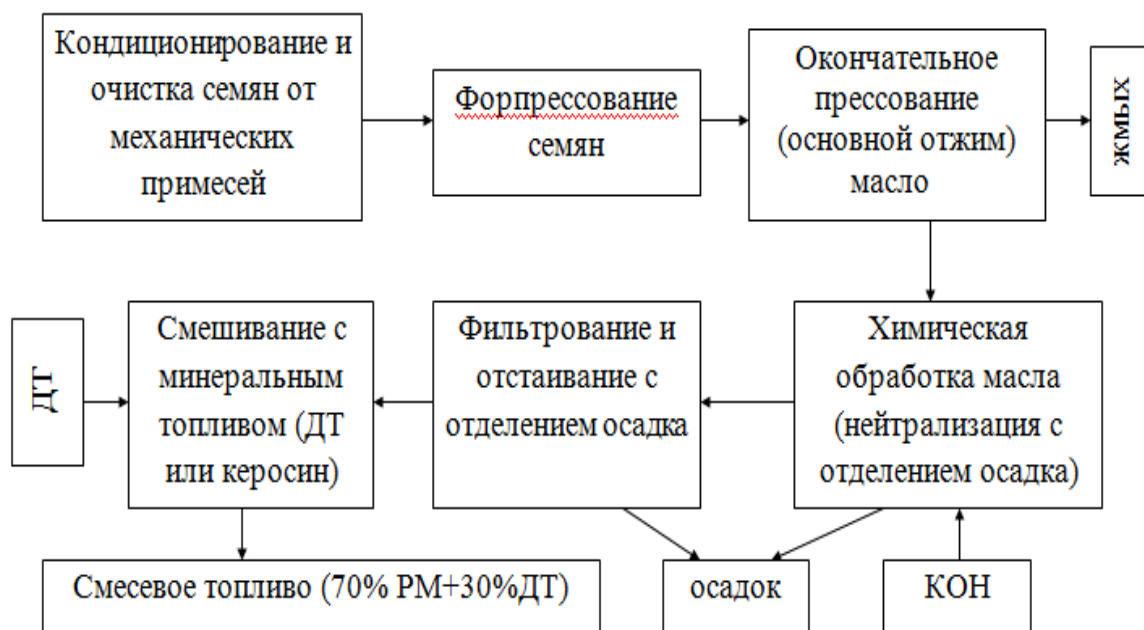 Кондиционирование и
очистка семян от
механических
примесей
Форпрессование
семян
Окончательное
прессование
(основной отжим)
масло
жмых
ДТ
Смешивание с
минеральным
топливом (ДТ
или керосин)
Фильтрование и
отстаивание с
отделением осадка
Химическая
обработка масла
(нейтрализация с
отделением осадка)
Смесевое топливо (70% РМ+30%ДТ)
осадок
КОН